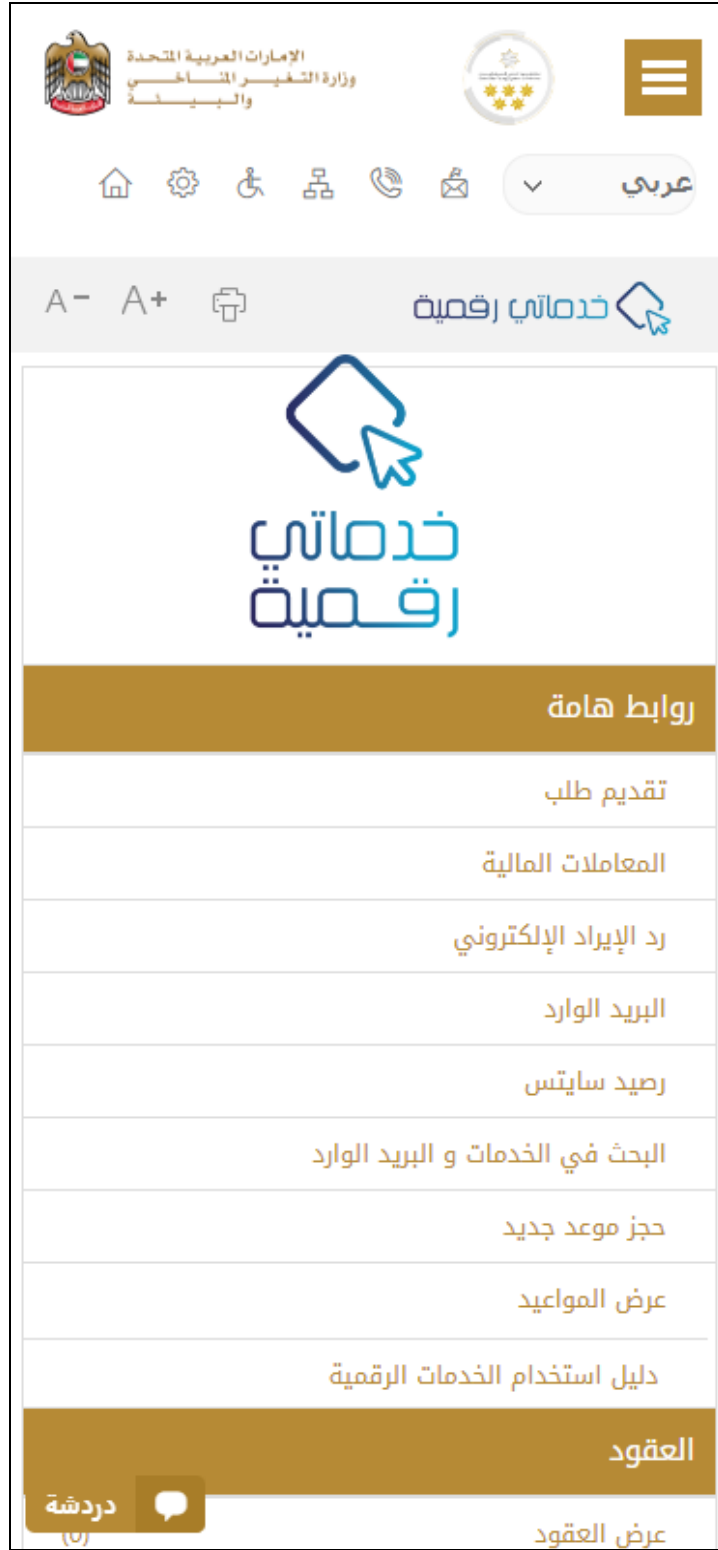 الإمارات العربية المتحدة
وزارة التغير المناخي
والبيئة
عربي
A- A+
خدماتي رقمية
خدماتي
رقمية
روابط هامة
تقديم طلب
المعاملات المالية
رد الإيراد الإلكتروني
البريد الوارد
رصيد سايتس
البحث في الخدمات و البريد الوارد
حجز موعد جديد
عرض المواعيد
دليل استخدام الخدمات الرقمية
العقود
دردشة
عرض العقود
(0)